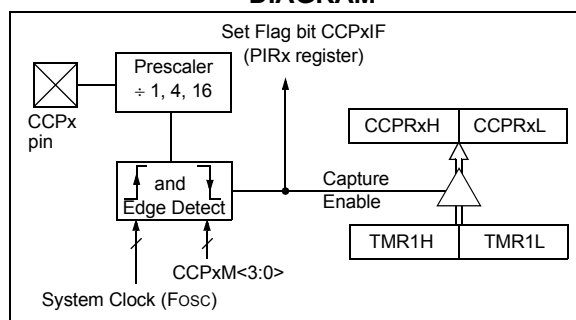 DIAGRAM
Set Flag bit CCPxIF
(PIRx register)
Prescaler
÷ 1, 4, 16
CCPx
pin
CCPRxH
CCPRxL
and
Edge Detect
Capture
Enable
TMR1H
TMR1L
CCPxM<3:0>
System Clock (FOSC)